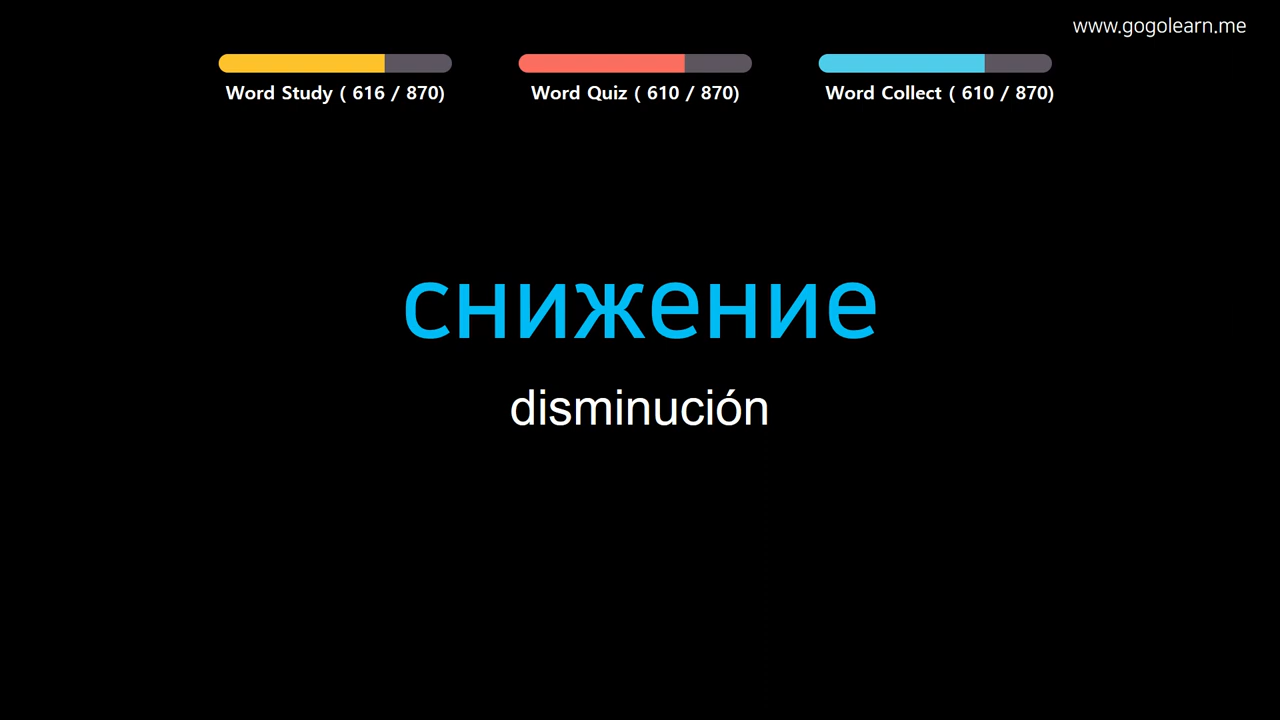 www.gogolearn.me
Word Study ( 616 / 870)
Word Quiz ( 610 / 870)
Word Collect ( 610 / 870)
снижение
disminución